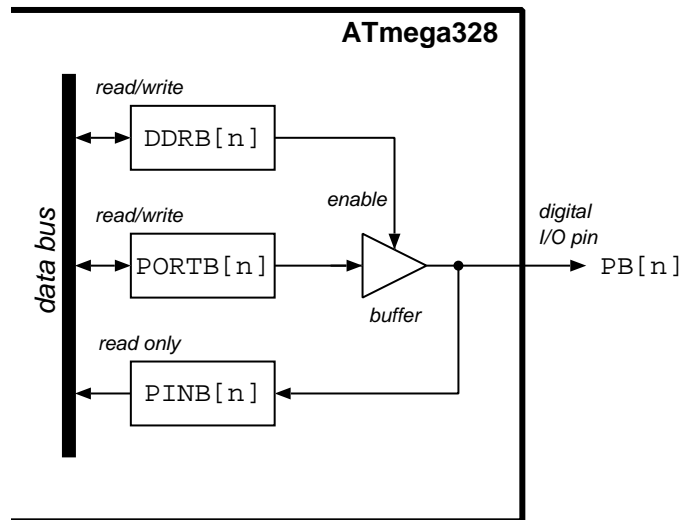 ATmega328
read/write
DDRB[n]
enable
digital
I/O pin
read/write
data bus
PORTB[n]
PB[n]
buffer
read only
PINB[n]